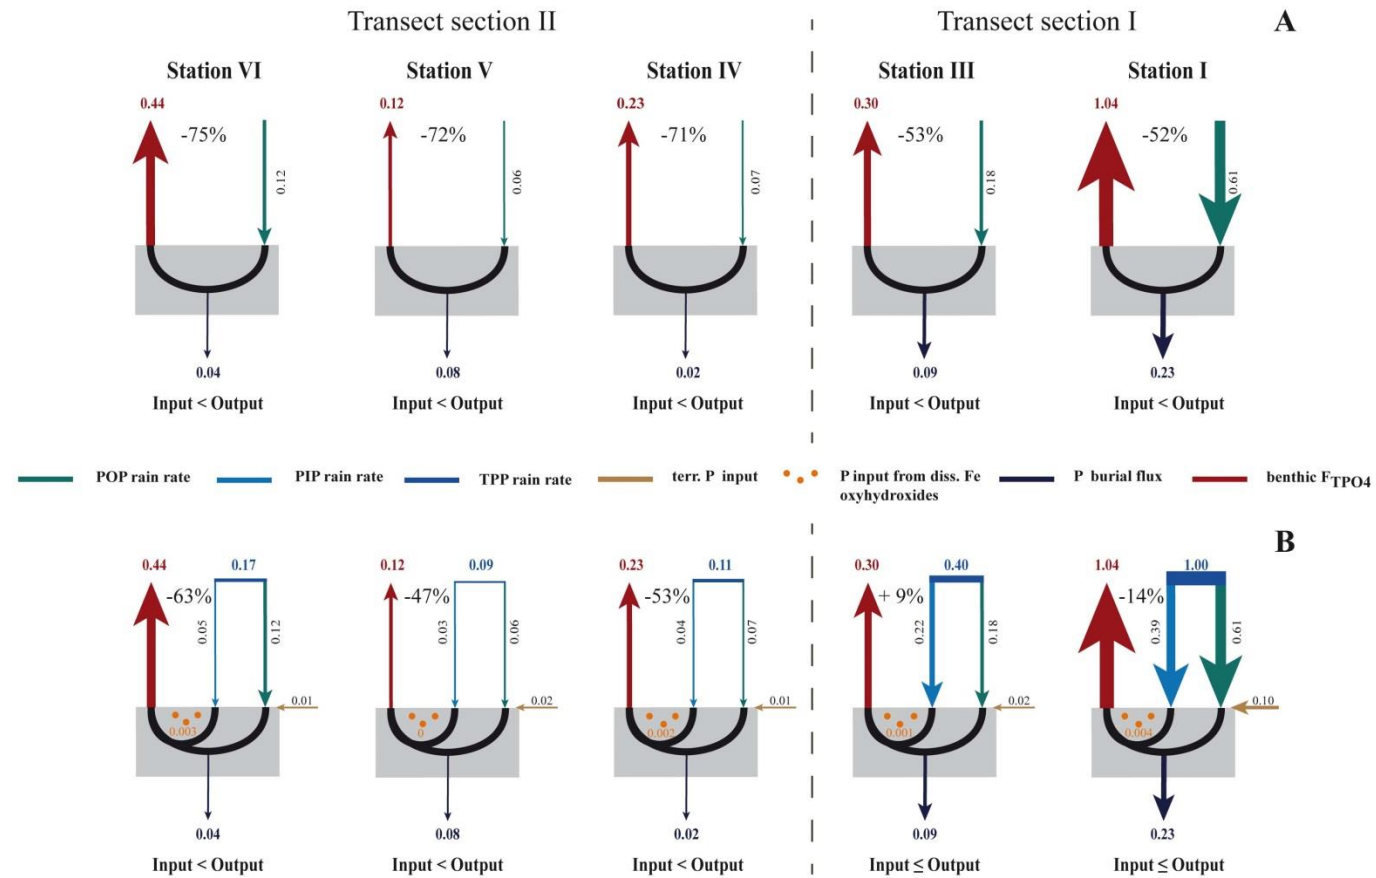 Transect section II
Transect section I
A
Station VI
Station V
Station IV
Station III
Station I
0.44
-75%
0.12
0.12
-72%
0.06
0.23
-71%
0.07
0.30
-53%
0.18
1.04
-52%
0.61
0.04
0.08
0.02
0.09
0.23
Input < Output
Input < Output
Input < Output
Input < Output
Input < Output
POP rain rate
PIP rain rate
TPP rain rate
terr. P input
P input from diss. Fe
oxyhydroxides
P burial flux
benthic FTPO4
B
0.44
0.17
-63%
0.05
0.12
0.01
0.003
0.12
0.09
-47%
0.03
0.06
0.02
0
0.23
0.11
-53%
0.04
0.07
0.01
0.002
0.30
0.40
+ 9%
0.22
0.18
0.02
0.001
1.04
1.00
-14%
0.39
0.61
0.10
0.004
0.04
0.08
0.02
0.09
0.23
Input < Output
Input < Output
Input < Output
Input ≤ Output
Input ≤ Output